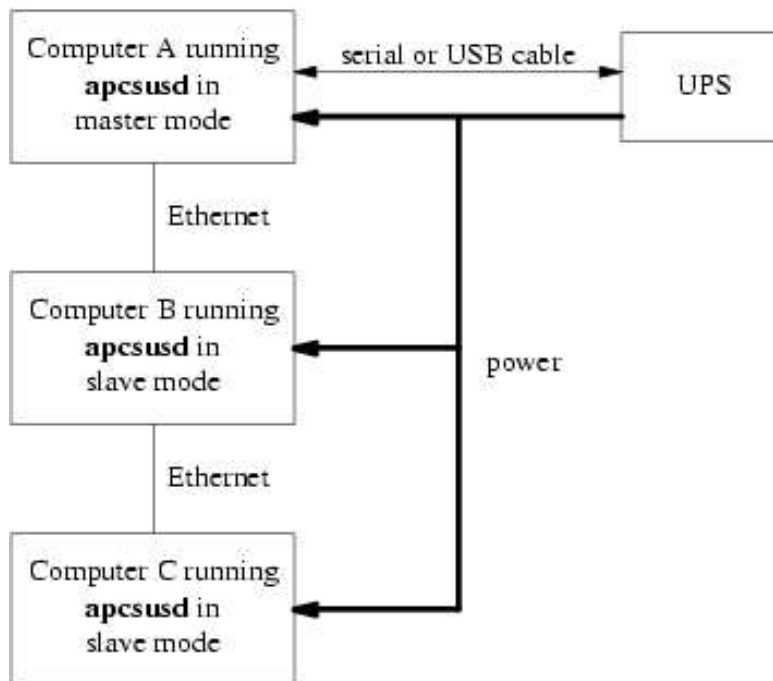 Computer A running
apcsusd in
master mode
serial or USB cable
UPS
Ethernet
Computer B running
apcsusd in
slave mode
power
Ethernet
Computer C running
apcsusd in
slave mode